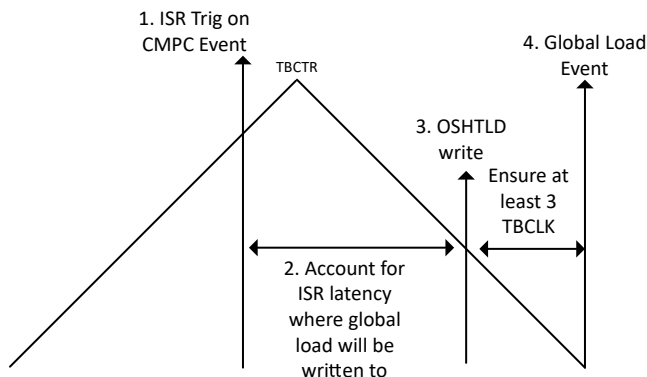 1. ISR Trig on
CMPC Event
TBCTR
4. Global Load
Event
3. OSHTLD
write
Ensure at
least 3
TBCLK
2. Account for
ISR latency
where global
load will be
written to